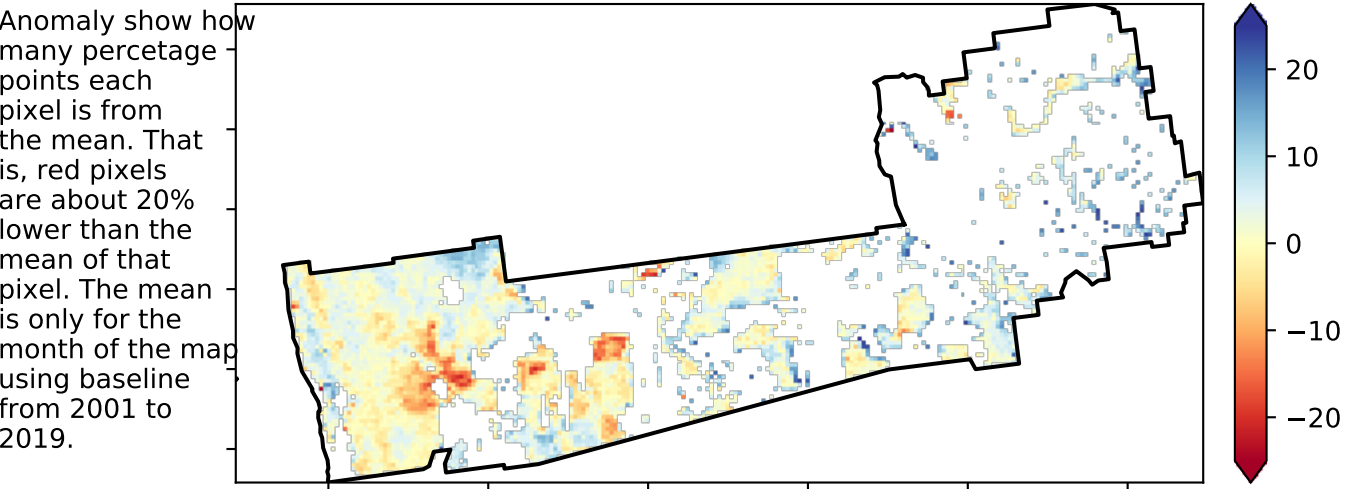 Anomaly show how
many percetage
points each
pixel is from
the mean. That
is, red pixels
are about 20%
lower than the
mean of that
pixel. The mean
is only for the
month of the map
using baseline
from 2001 to
2019.
20
10
0
−10
−20